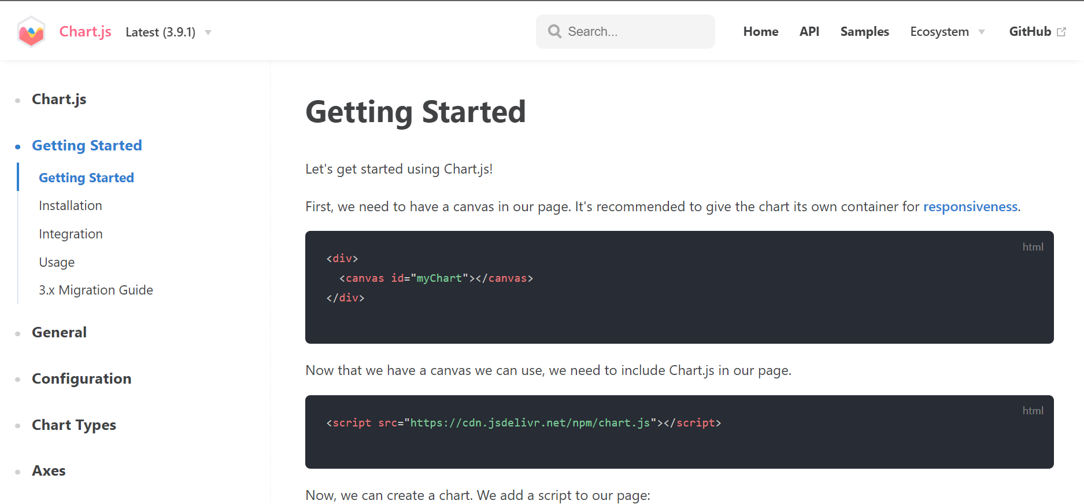 Chart.js
Latest (3.9.1)
Search...
Home
API
Samples
Ecosystem
GitHub
Chart.js
Getting Started
Getting Started
Installation
Integration
Usage
3.x Migration Guide
General
Configuration
Chart Types
Axes
Getting Started
Let's get started using Chart.js!
First, we need to have a canvas in our page. It's recommended to give the chart its own container for responsiveness.
html
<div>
  <canvas id="myChart"></canvas>
</div>
Now that we have a canvas we can use, we need to include Chart.js in our page.
html
<script src="https://cdn.jsdelivr.net/npm/chart.js"></script>
Now, we can create a chart. We add a script to our page: